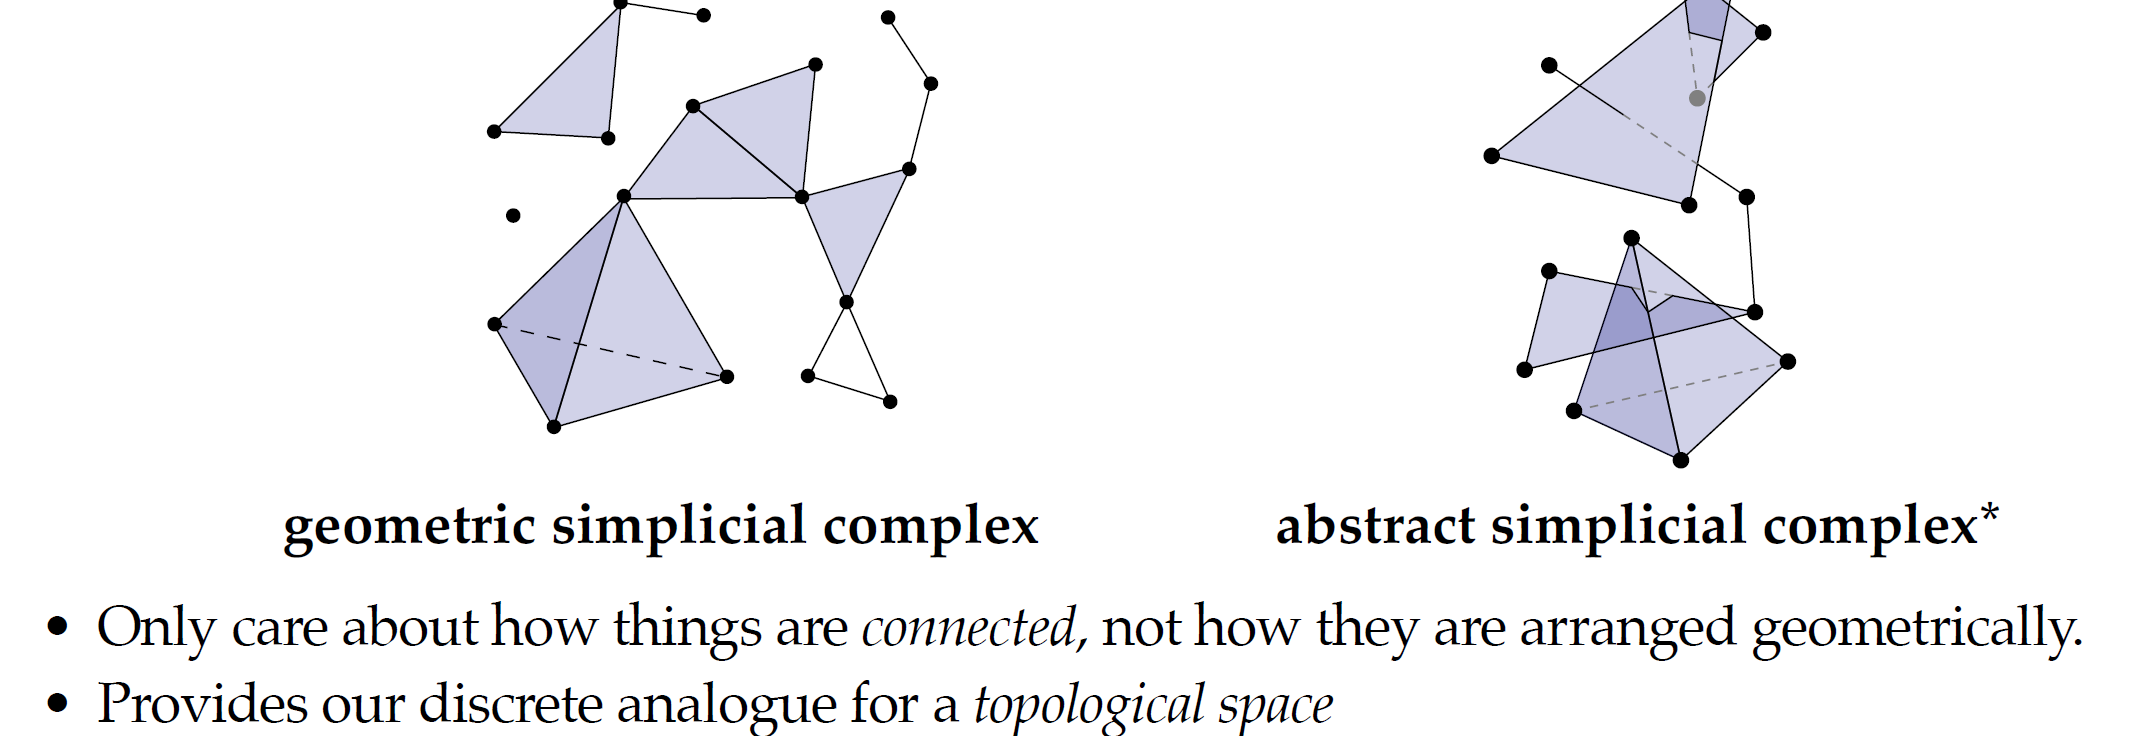 geometric simplicial complex
abstract simplicial complex*
• Only care about how things are connected, not how they are arranged geometrically.
• Provides our discrete analogue for a topological space